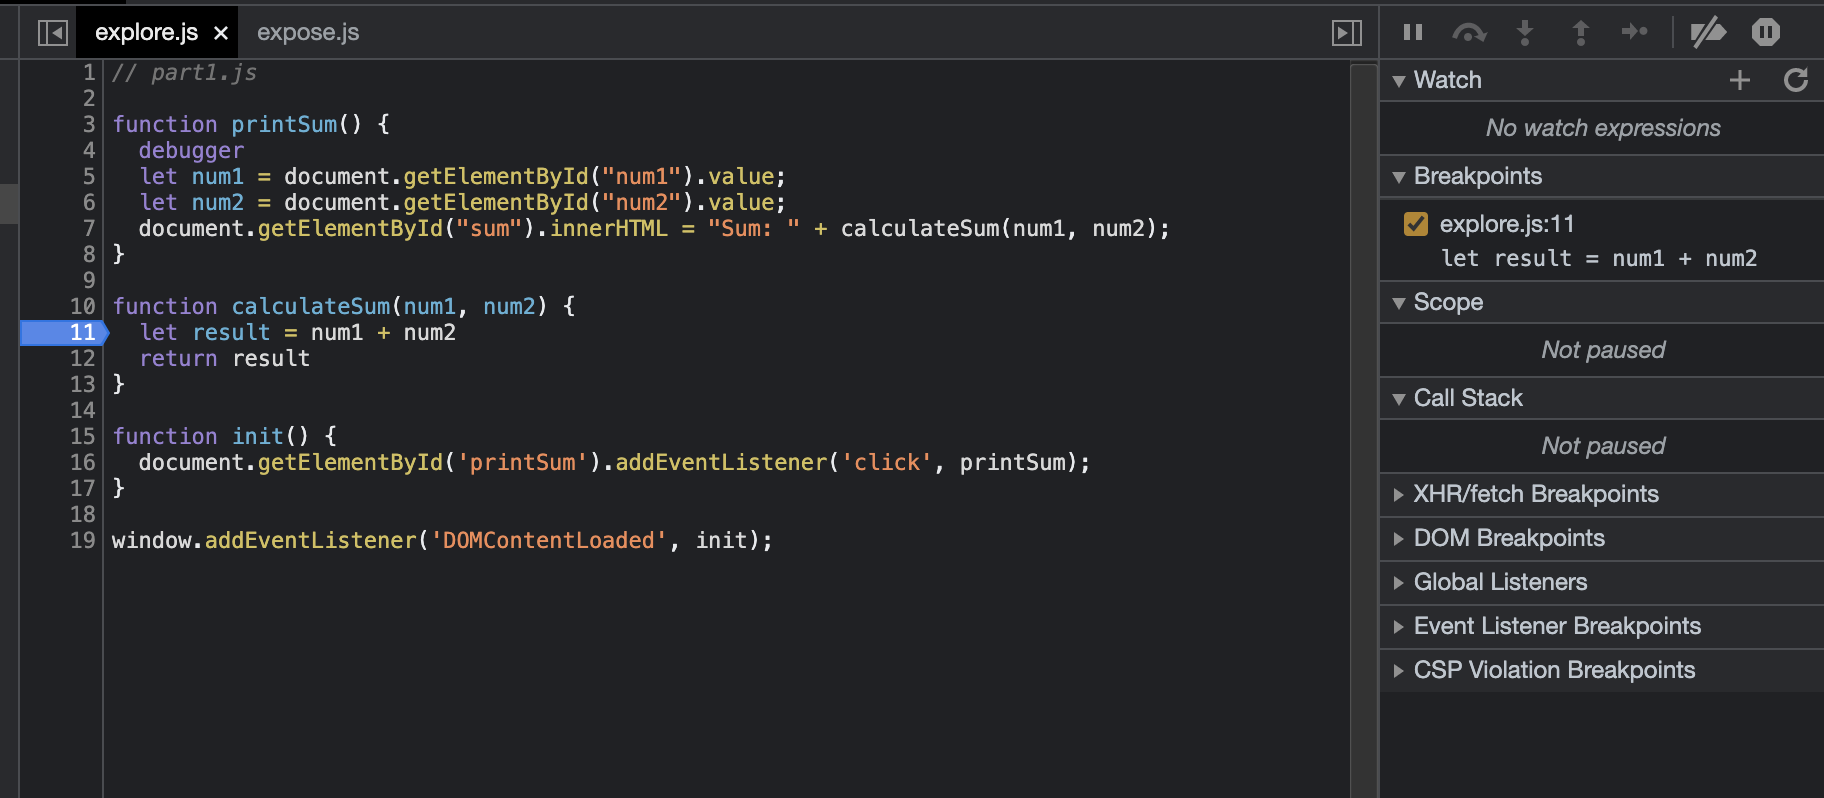 explore.js × expose.js
1 // part1.js
2
3 function printSum() {
4   debugger
5   let num1 = document.getElementById("num1").value;
6   let num2 = document.getElementById("num2").value;
7   document.getElementById("sum").innerHTML = "Sum: " + calculateSum(num1, num2);
8 }
9
10 function calculateSum(num1, num2) {
11   let result = num1 + num2
12   return result
13 }
14
15 function init() {
16   document.getElementById('printSum').addEventListener('click', printSum);
17 }
18
19 window.addEventListener('DOMContentLoaded', init);
Watch
No watch expressions
Breakpoints
explore.js:11
let result = num1 + num2
Scope
Not paused
Call Stack
Not paused
XHR/fetch Breakpoints
DOM Breakpoints
Global Listeners
Event Listener Breakpoints
CSP Violation Breakpoints